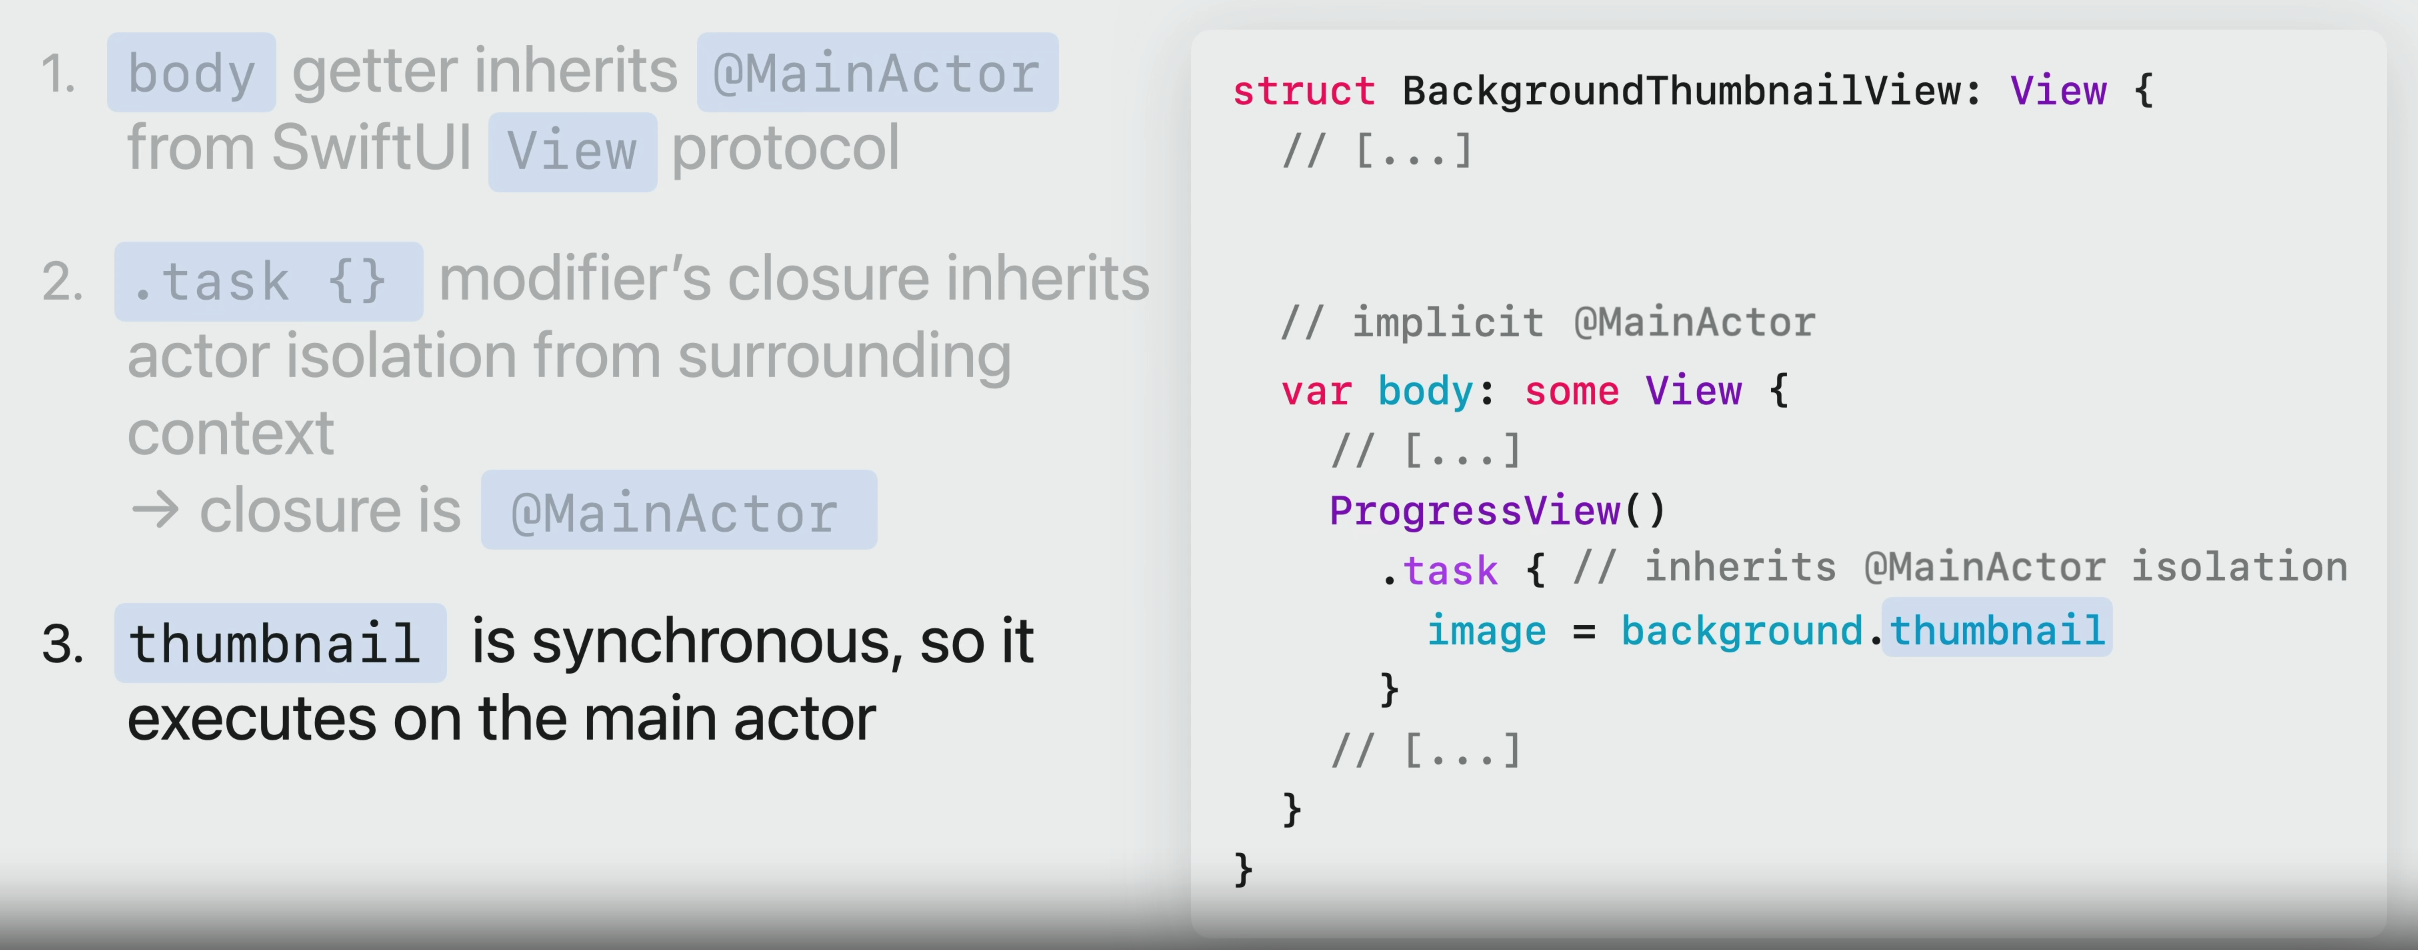 1. body getter inherits @MainActor
from SwiftUI View protocol
2. .task {} modifier’s closure inherits
actor isolation from surrounding
context
→ closure is @MainActor
3. thumbnail is synchronous, so it
executes on the main actor
struct BackgroundThumbnailView: View {
// [...]
// implicit @MainActor
var body: some View {
// [...]
ProgressView()
.task { // inherits @MainActor isolation
image = background.thumbnail
}
// [...]
}
}